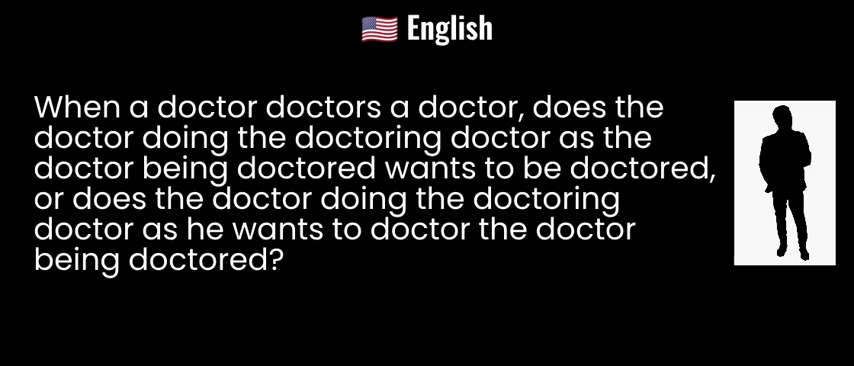 🇺🇸 English
When a doctor doctors a doctor, does the
doctor doing the doctoring doctor as the
doctor being doctored wants to be doctored,
or does the doctor doing the doctoring
doctor as he wants to doctor the doctor
being doctored?